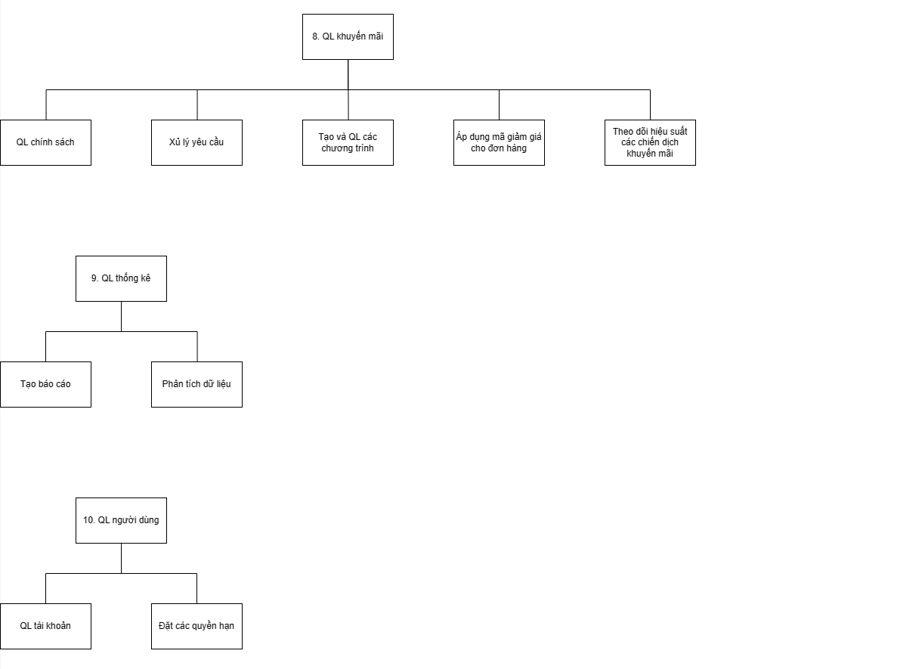 8. QL khuyến mãi
QL chính sách
Xử lý yêu cầu
Tạo và QL các
chương trình
Áp dụng mã giảm giá
cho đơn hàng
Theo dõi hiệu suất
các chiến dịch
khuyến mãi
9. QL thống kê
Tạo báo cáo
Phân tích dữ liệu
10. QL người dùng
QL tải khoản
Đặt các quyền hạn